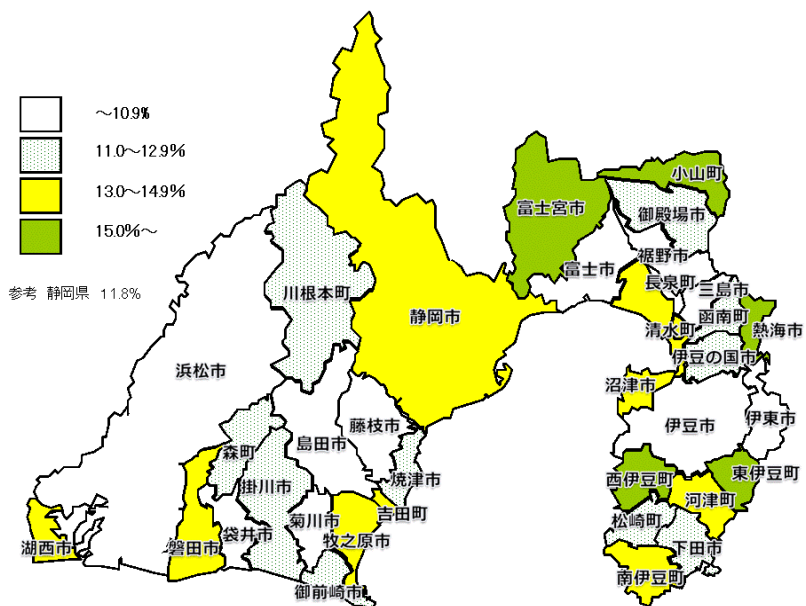 ～10.9%
11.0～12.9%
13.0～14.9%
15.0%～
参考 静岡県 11.8%
小山町
富士宮市
御殿場市
裾野市
富士市
長泉町
三島市
川根本町
静岡市
函南町
清水町
熱海市
伊豆の国市
浜松市
沼津市
藤枝市
伊豆市
伊東市
島田市
森町
焼津市
東伊豆町
西伊豆町
掛川市
河津町
吉田町
菊川市
松崎町
袋井市
牧之原市
湖西市
磐田市
下田市
南伊豆町
御前崎市